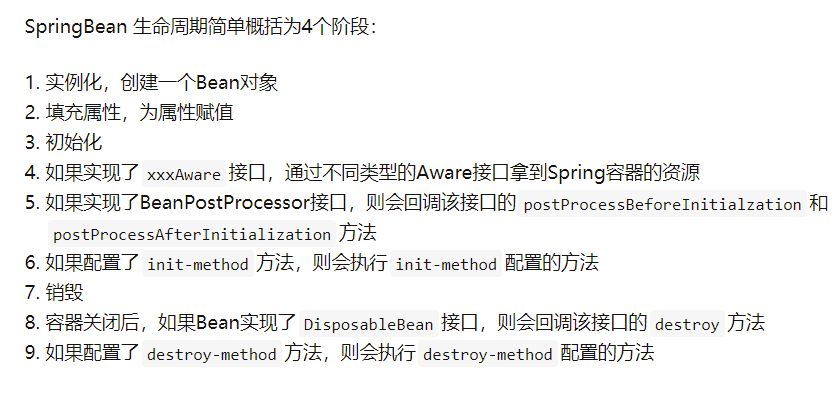 SpringBean 生命周期简单概括为4个阶段：
1. 实例化，创建一个Bean对象
2. 填充属性，为属性赋值
3. 初始化
4. 如果实现了 xxxAware 接口，通过不同类型的Aware接口拿到Spring容器的资源
5. 如果实现了BeanPostProcessor接口，则会回调该接口的 postProcessBeforeInitialzation 和
postProcessAfterInitialization 方法
6. 如果配置了 init-method 方法，则会执行 init-method 配置的方法
7. 销毁
8. 容器关闭后，如果Bean实现了 DisposableBean 接口，则会回调该接口的 destroy 方法
9. 如果配置了 destroy-method 方法，则会执行 destroy-method 配置的方法